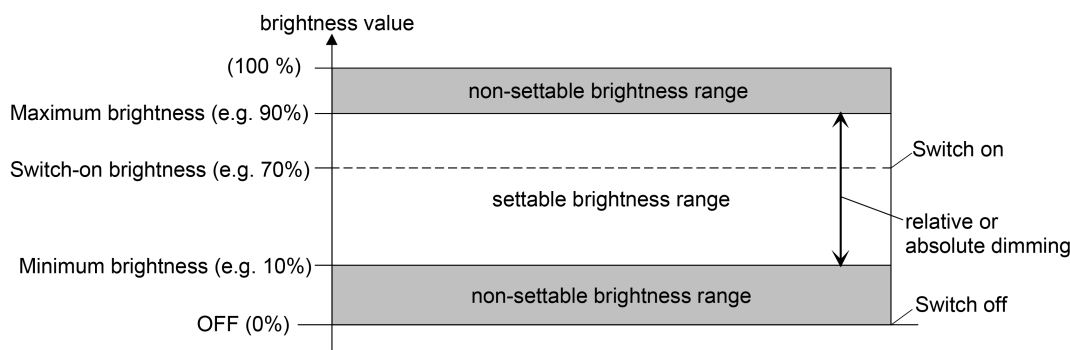 brightness value
(100 %)
non-settable brightness range
Maximum brightness (e.g. 90%)
Switch on
Switch-on brightness (e.g. 70%)
settable brightness range
relative or
absolute dimming
Minimum brightness (e.g. 10%)
non-settable brightness range
Switch off
OFF (0%)